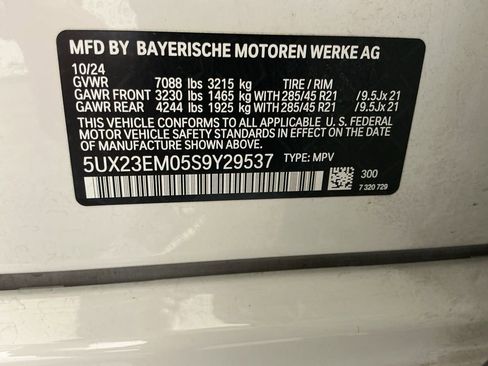 MFD BY BAYERISCHE MOTOREN WERKE AG
10/24
GVWR 7088 lbs 3215 kg TIRE / RIM
GAWR FRONT 3230 lbs 1465 kg ↔ 285/45 R21 / 9.5Jx 21
GAWR REAR 4244 lbs 1925 kg ↔ 285/45 R21 / 9.5Jx 21
THIS VEHICLE CONFORMS TO ALL APPLICABLE U.S. FEDERAL
MOTOR VEHICLE SAFETY STANDARDS IN EFFECT ON THE
DATE OF MANUFACTURE SHOWN ABOVE.
5UX23EM05S9Y29537 TYPE: MPV
300
7 320 729